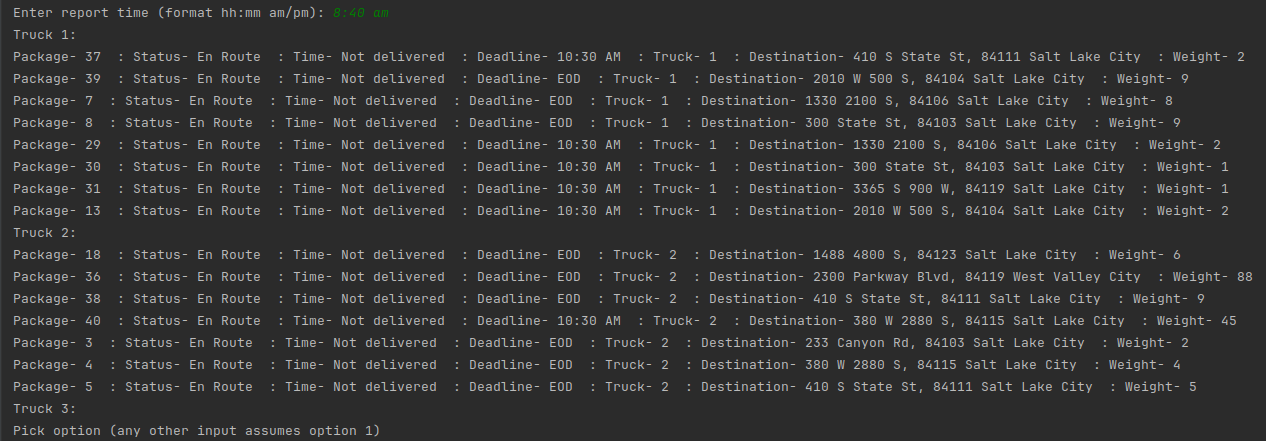 Enter report time (format hh:mm am/pm): 8:40 am
Truck 1:
Package- 37  : Status- En Route  : Time- Not delivered  : Deadline- 10:30 AM  : Truck- 1  : Destination- 410 S State St, 84111 Salt Lake City  : Weight- 2
Package- 39  : Status- En Route  : Time- Not delivered  : Deadline- EOD  : Truck- 1  : Destination- 2010 W 500 S, 84104 Salt Lake City  : Weight- 9
Package- 7  : Status- En Route  : Time- Not delivered  : Deadline- EOD  : Truck- 1  : Destination- 1330 2100 S, 84106 Salt Lake City  : Weight- 8
Package- 8  : Status- En Route  : Time- Not delivered  : Deadline- EOD  : Truck- 1  : Destination- 300 State St, 84103 Salt Lake City  : Weight- 9
Package- 29  : Status- En Route  : Time- Not delivered  : Deadline- 10:30 AM  : Truck- 1  : Destination- 1330 2100 S, 84106 Salt Lake City  : Weight- 2
Package- 30  : Status- En Route  : Time- Not delivered  : Deadline- 10:30 AM  : Truck- 1  : Destination- 300 State St, 84103 Salt Lake City  : Weight- 1
Package- 31  : Status- En Route  : Time- Not delivered  : Deadline- 10:30 AM  : Truck- 1  : Destination- 3365 S 900 W, 84119 Salt Lake City  : Weight- 1
Package- 13  : Status- En Route  : Time- Not delivered  : Deadline- 10:30 AM  : Truck- 1  : Destination- 2010 W 500 S, 84104 Salt Lake City  : Weight- 2
Truck 2:
Package- 18  : Status- En Route  : Time- Not delivered  : Deadline- EOD  : Truck- 2  : Destination- 1488 4800 S, 84123 Salt Lake City  : Weight- 6
Package- 36  : Status- En Route  : Time- Not delivered  : Deadline- EOD  : Truck- 2  : Destination- 2300 Parkway Blvd, 84119 West Valley City  : Weight- 88
Package- 38  : Status- En Route  : Time- Not delivered  : Deadline- EOD  : Truck- 2  : Destination- 410 S State St, 84111 Salt Lake City  : Weight- 9
Package- 40  : Status- En Route  : Time- Not delivered  : Deadline- 10:30 AM  : Truck- 2  : Destination- 380 W 2880 S, 84115 Salt Lake City  : Weight- 45
Package- 3  : Status- En Route  : Time- Not delivered  : Deadline- EOD  : Truck- 2  : Destination- 233 Canyon Rd, 84103 Salt Lake City  : Weight- 2
Package- 4  : Status- En Route  : Time- Not delivered  : Deadline- EOD  : Truck- 2  : Destination- 380 W 2880 S, 84115 Salt Lake City  : Weight- 4
Package- 5  : Status- En Route  : Time- Not delivered  : Deadline- EOD  : Truck- 2  : Destination- 410 S State St, 84111 Salt Lake City  : Weight- 5
Truck 3:
Pick option (any other input assumes option 1)